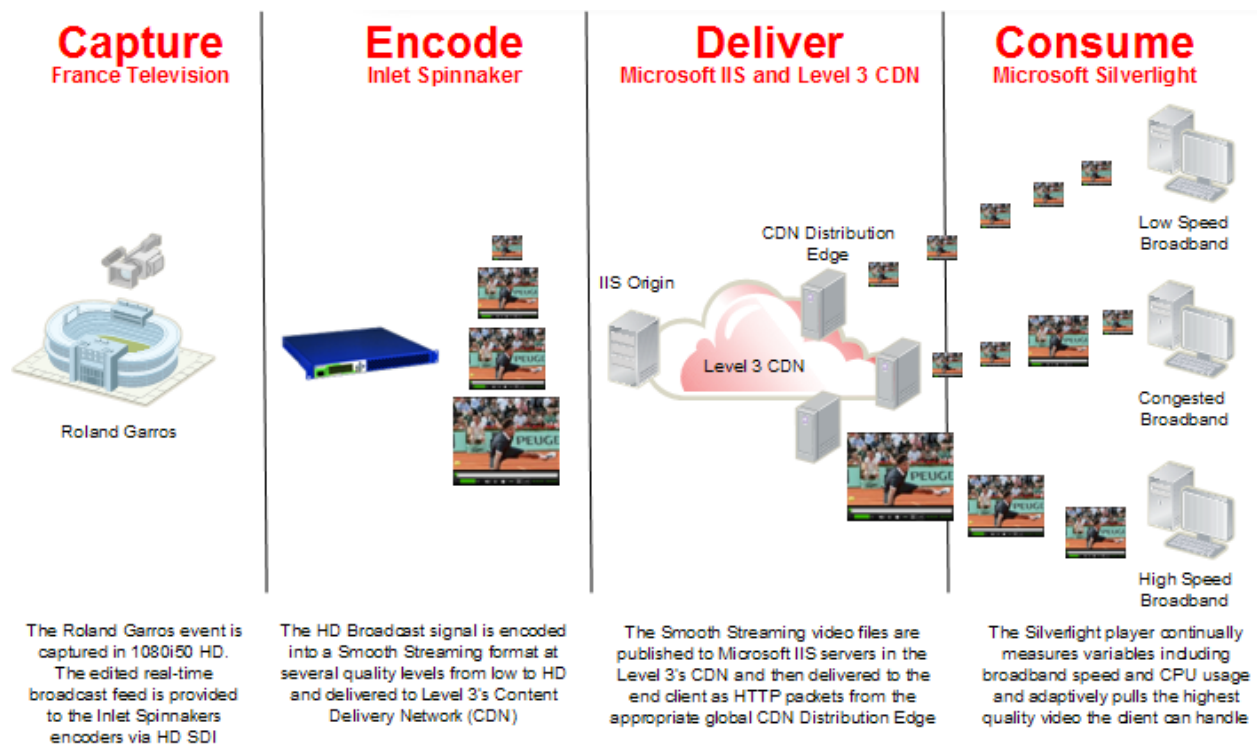 Capture
France Television
Encode
Inlet Spinnaker
Deliver
Microsoft IIS and Level 3 CDN
Consume
Microsoft Silverlight
Roland Garros
IIS Origin
CDN Distribution
Edge
Level 3 CDN
PEUGE
PEUGE
PEUGE
PEUGE
Low Speed
Broadband
Congested
Broadband
High Speed
Broadband
The Roland Garros event is
captured in 1080i50 HD.
The edited real-time
broadcast feed is provided
to the Inlet Spinnakers
encoders via HD SDI
The HD Broadcast signal is encoded
into a Smooth Streaming format at
several quality levels from low to HD
and delivered to Level 3's Content
Delivery Network (CDN)
The Smooth Streaming video files are
published to Microsoft IIS servers in the
Level 3's CDN and then delivered to the
end client as HTTP packets from the
appropriate global CDN Distribution Edge
The Silverlight player continually
measures variables including
broadband speed and CPU usage
and adaptively pulls the highest
quality video the client can handle